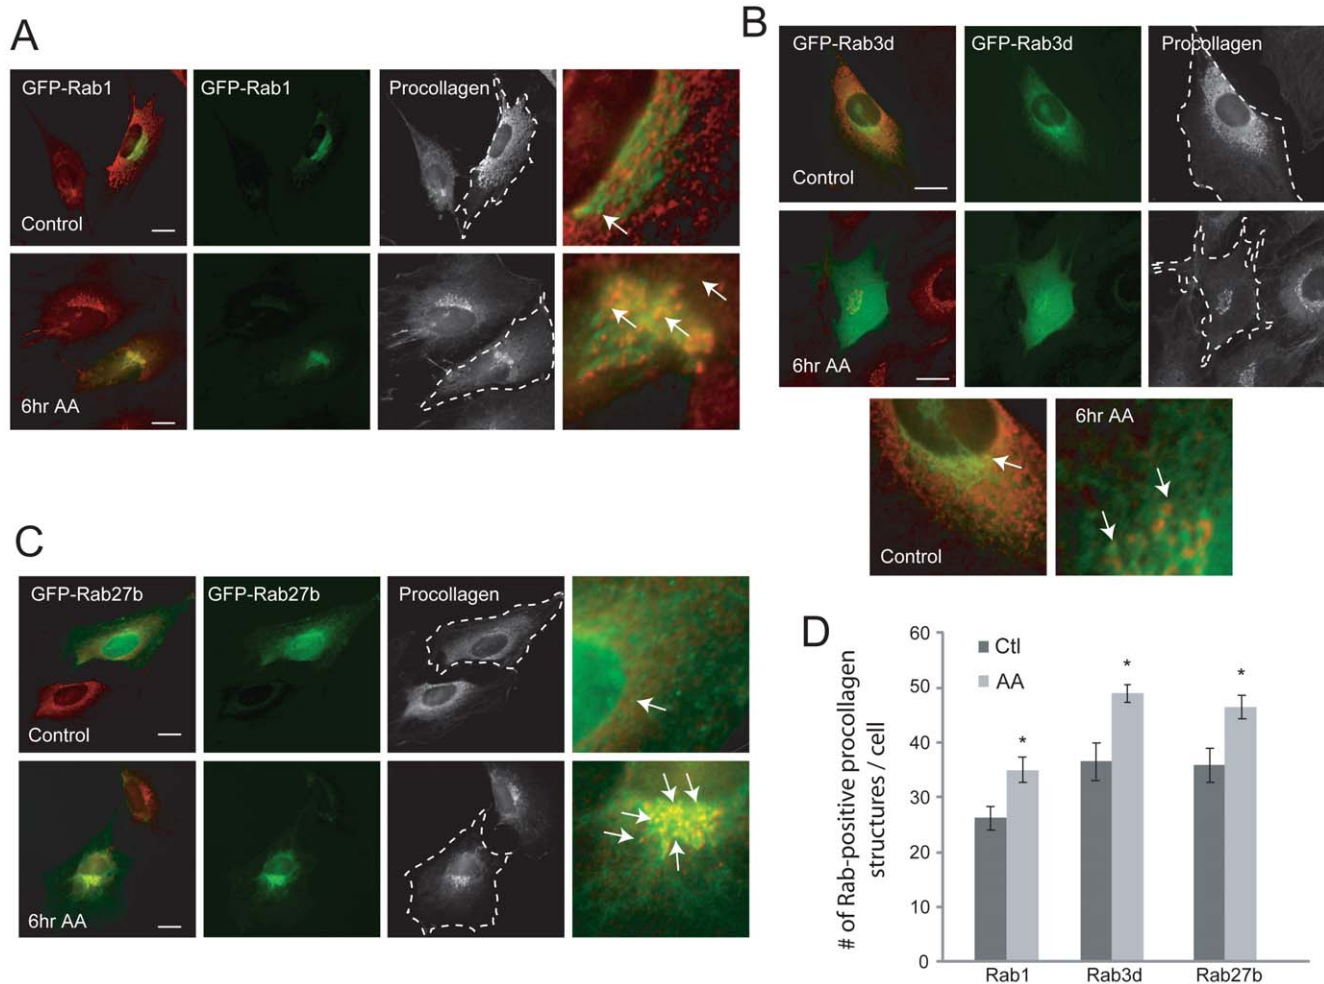 A
GFP-Rab1
GFP-Rab1
Procollagen
Control
6hr AA
B
GFP-Rab3d
GFP-Rab3d
Procollagen
Control
6hr AA
6hr AA
Control
C
GFP-Rab27b
GFP-Rab27b
Procollagen
Control
6hr AA
D
# of Rab-positive procollagen
structures / cell
60
50
40
30
20
10
0
Ctl
AA
*
*
*
Rab1
Rab3d
Rab27b